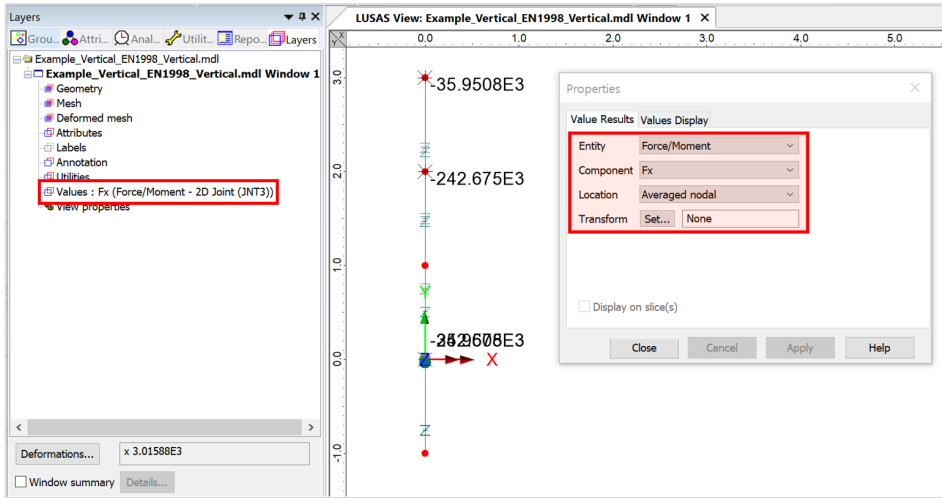 Layers
Grou... Attri... Anal... Utilit... Repo... Layers
Example_Vertical_EN1998_Vertical.mdl
Example_Vertical_EN1998_Vertical.mdl Window 1
Geometry
Mesh
Deformed mesh
Attributes
Labels
Annotation
Utilities
Values : Fx (Force/Moment - 2D Joint (JNT3))
View properties
Deformations... x 3.01588E3
Window summary Details...
LUSAS View: Example_Vertical_EN1998_Vertical.mdl Window 1 X
X
Y
0.0 1.0 2.0 3.0 4.0 5.0
3.0
2.0
1.0
0.0
-1.0
-35.9508E3
-242.675E3
Y
X
Z
Properties
Value Results Values Display
Entity Force/Moment
Component Fx
Location Averaged nodal
Transform Set... None
Display on slice(s)
Close Cancel Apply Help